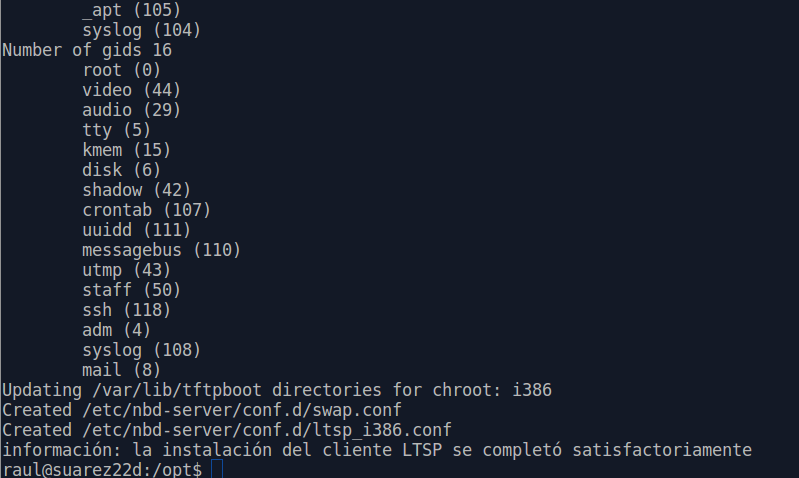 _apt (105)
syslog (104)
Number of gids 16
root (0)
video (44)
audio (29)
tty (5)
kmem (15)
disk (6)
shadow (42)
crontab (107)
uuidd (111)
messagebus (110)
utmp (43)
staff (50)
ssh (118)
adm (4)
syslog (108)
mail (8)
Updating /var/lib/tftpboot directories for chroot: i386
Created /etc/nbd-server/conf.d/swap.conf
Created /etc/nbd-server/conf.d/ltsp_i386.conf
información: la instalación del cliente LTSP se completó satisfactoriamente
raul@suarez22d:/opt$